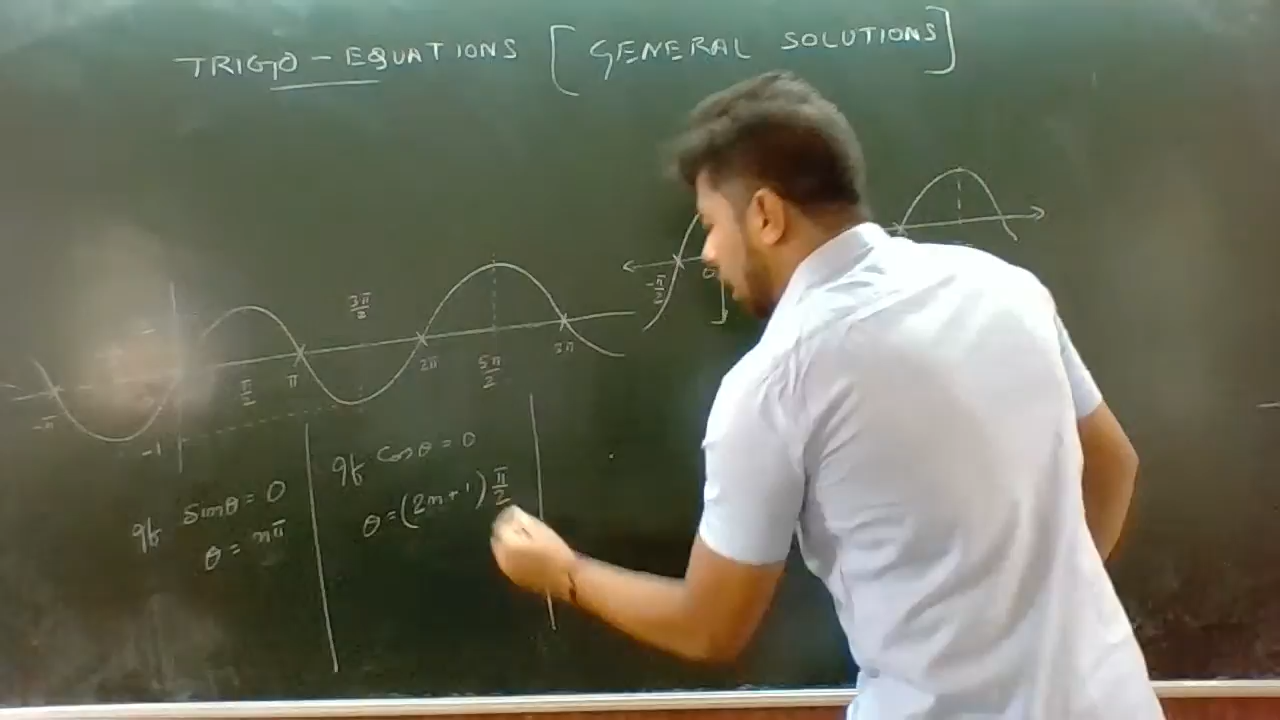 TRIGO - EQUATIONS [ GENERAL SOLUTIONS ]
3π/2
-π/2
0
-π
π/2
π
2π
5π/2
3π
-1
If sinθ = 0
θ = nπ
If cosθ = 0
θ = (2n+1) π/2